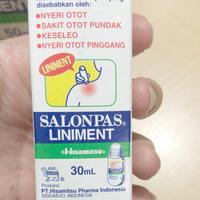 disebabkan oleh:
• NYERI OTOT
• SAKIT OTOT PUNDAK
• KESELEO
• NYERI OTOT PINGGANG
LINIMENT
SALONPAS®
LINIMENT
Hisamitsu
30mL
Produksi:
PT. Hisamitsu Pharma Indonesia
SIDOARJO, INDONESIA